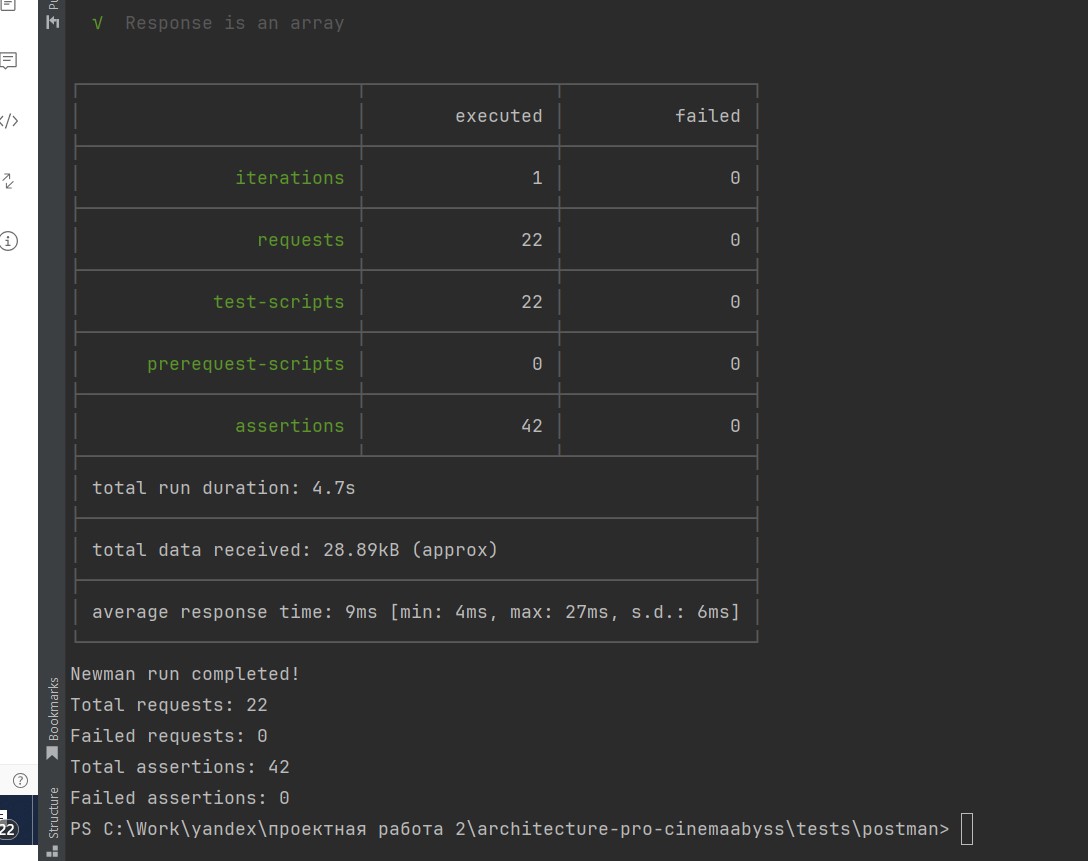 √ Response is an array
executed failed
iterations 1 0
requests 22 0
test-scripts 22 0
prerequest-scripts 0 0
assertions 42 0
total run duration: 4.7s
total data received: 28.89kB (approx)
average response time: 9ms [min: 4ms, max: 27ms, s.d.: 6ms]
Newman run completed!
Total requests: 22
Failed requests: 0
Total assertions: 42
Failed assertions: 0
PS C:\Work\yandex\проектная работа 2\architecture-pro-cinemaabyss\tests\postman>
Bookmarks
Structure
22